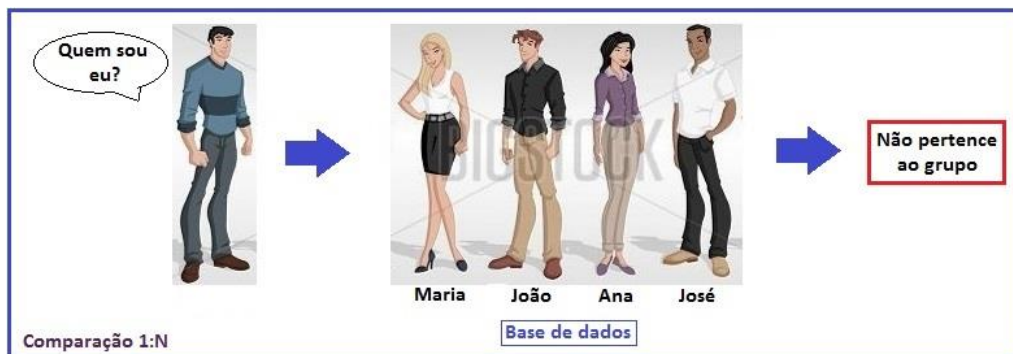 Quem sou
eu?
Não pertence
ao grupo
Maria João Ana José
Base de dados
Comparação 1:N